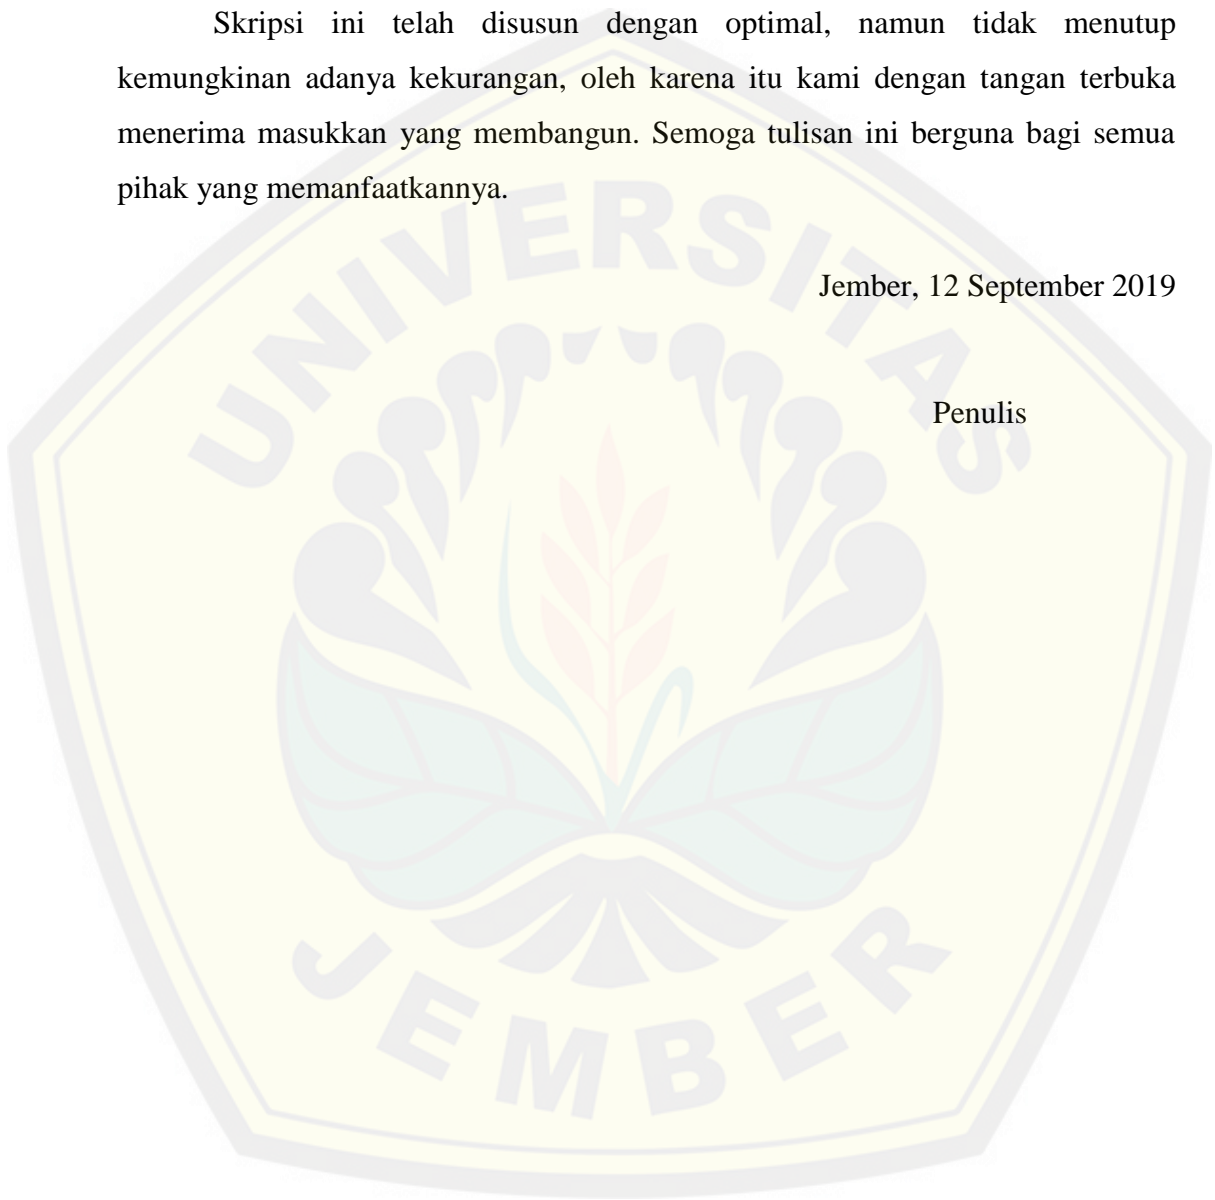 Skripsi ini telah disusun dengan optimal, namun tidak menutup
kemungkinan adanya kekurangan, oleh karena itu kami dengan tangan terbuka
menerima masukkan yang membangun. Semoga tulisan ini berguna bagi semua
pihak yang memanfaatkannya.
Jember, 12 September 2019
Penulis
UNIVERSITAS
JEMBER